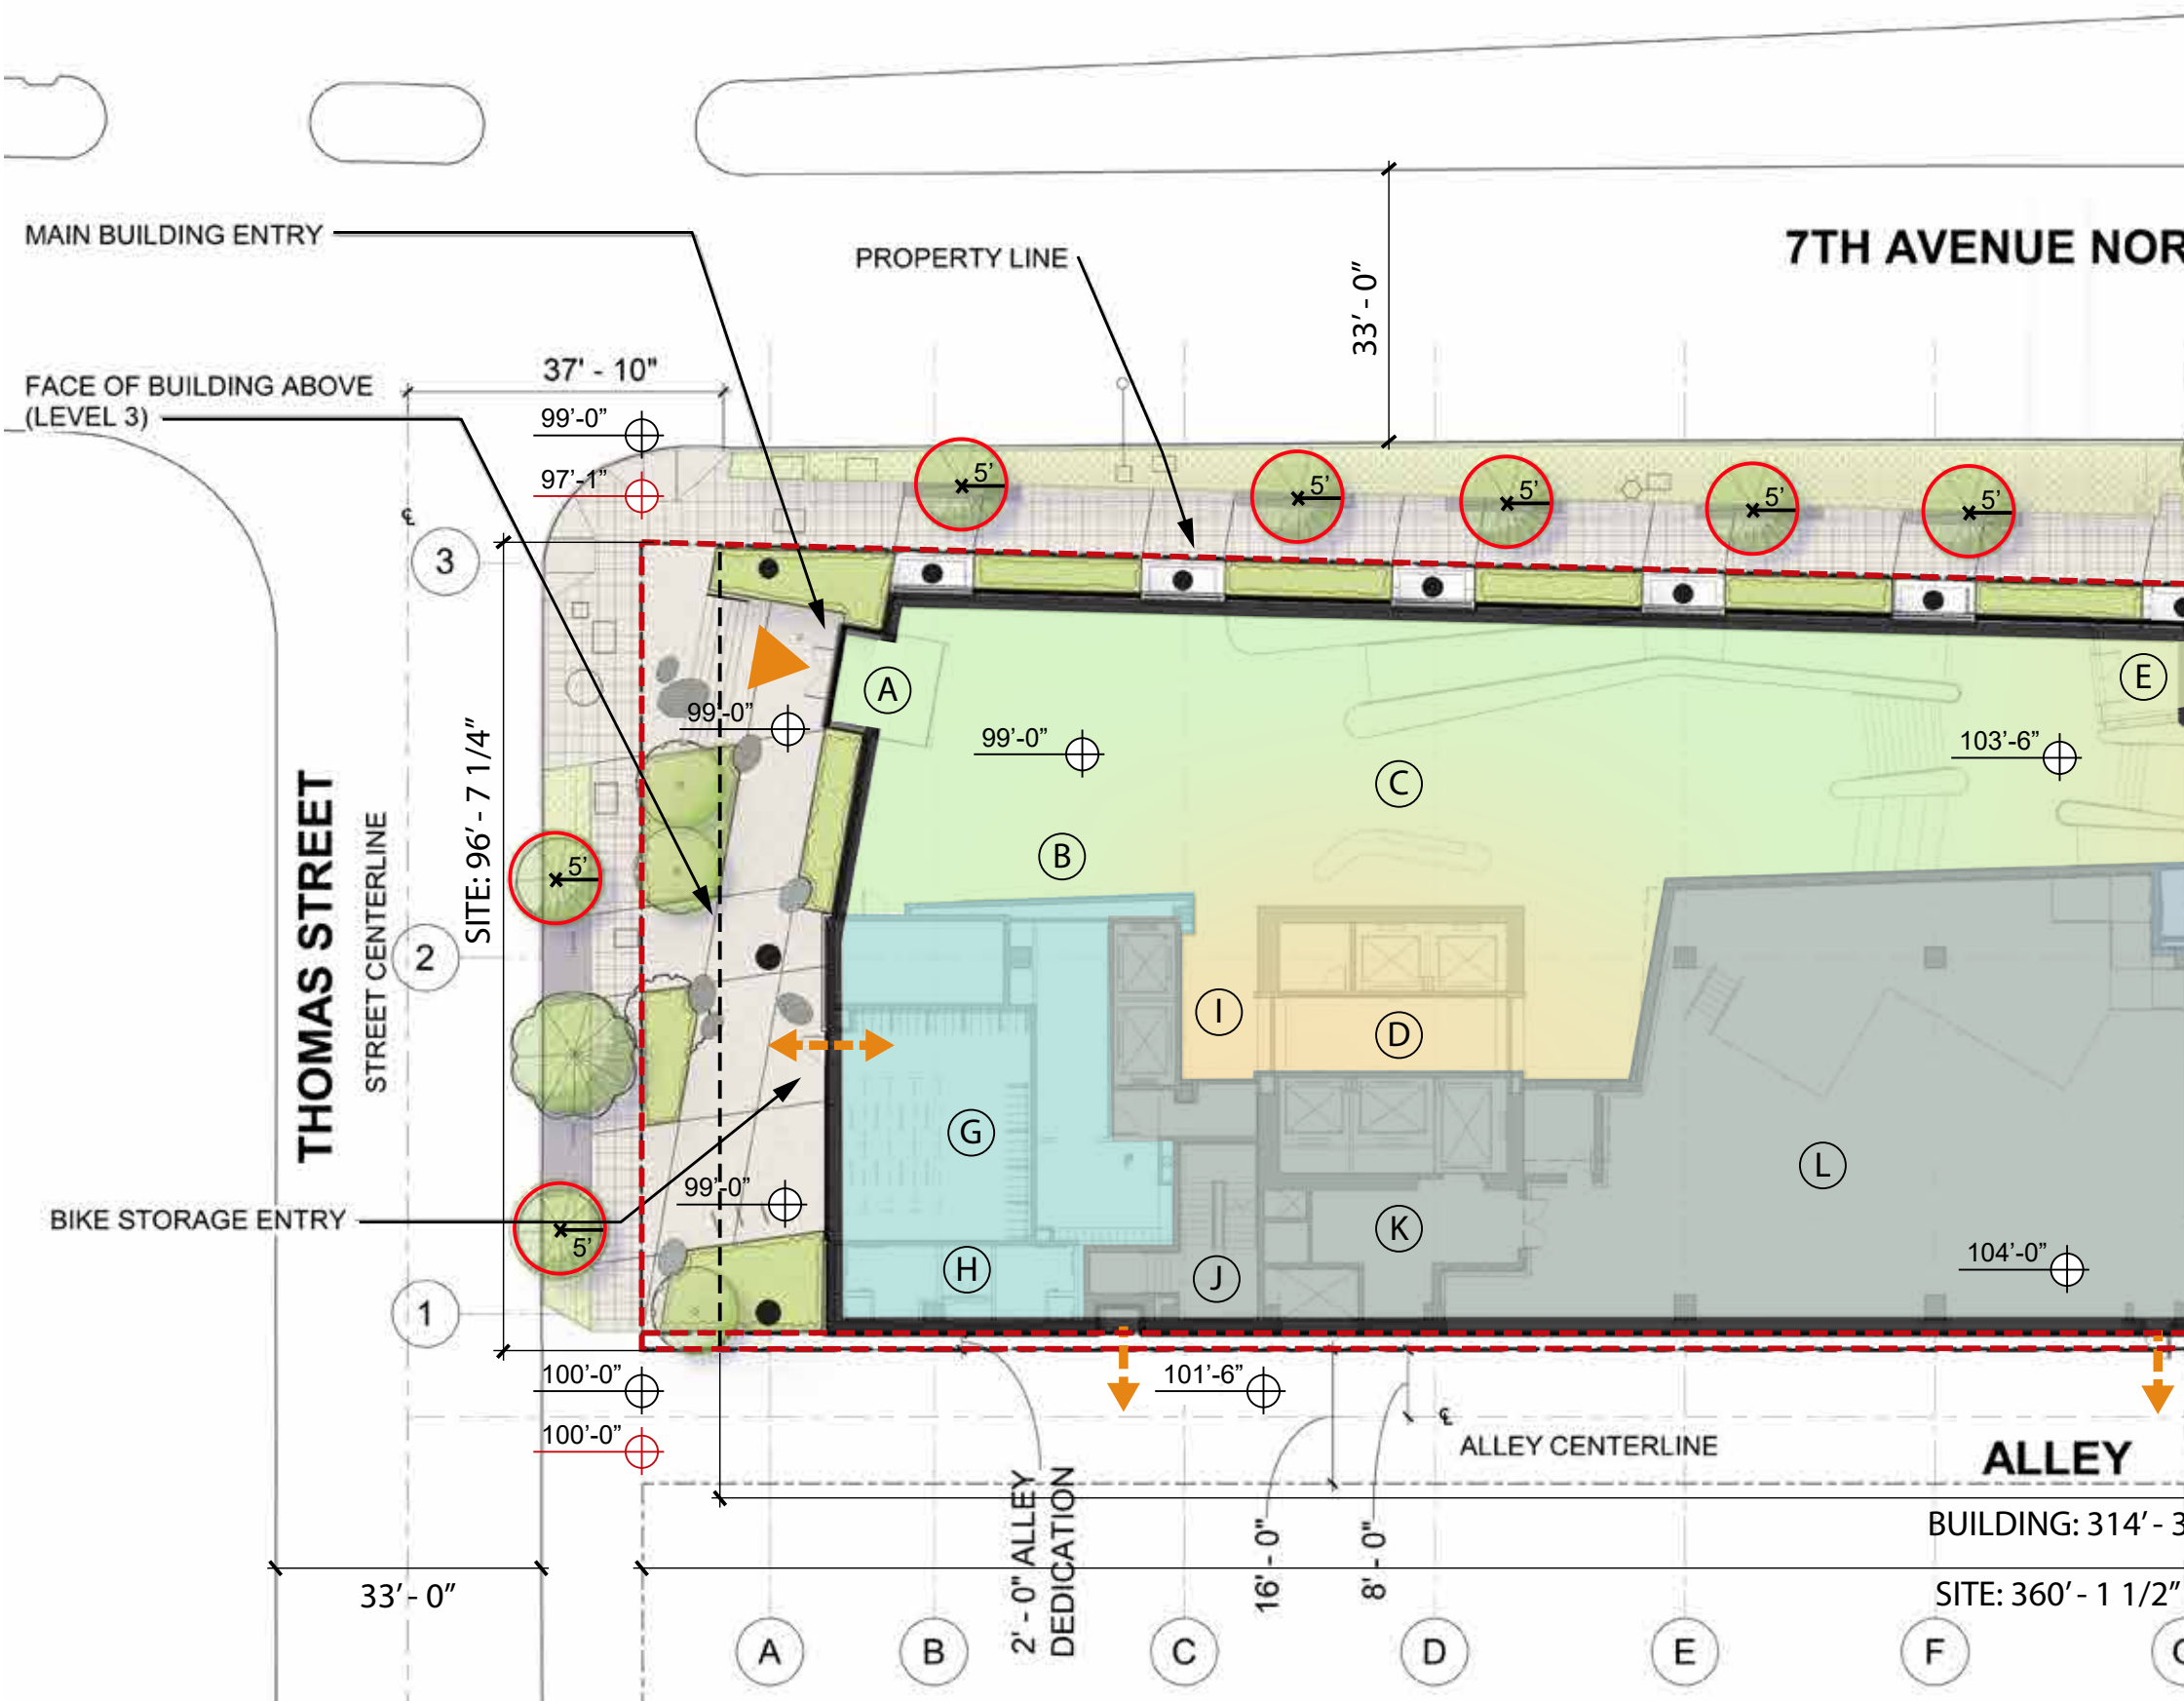 MAIN BUILDING ENTRY
PROPERTY LINE
7TH AVENUE NOR
33’- 0”
FACE OF BUILDING ABOVE
(LEVEL 3)
37' - 10"
99’-0”
97’-1”
5’
5’
5’
5’
5’
℄
3
A
E
99’-0”
99’-0”
103’-6”
C
B
SITE: 96’ - 7 1/4”
THOMAS STREET
STREET CENTERLINE
5’
2
I
D
G
L
99’-0”
BIKE STORAGE ENTRY
5’
K
H
J
104’-0”
1
100’-0”
101’-6”
100’-0”
℄
ALLEY CENTERLINE
ALLEY
2' - 0" ALLEY
DEDICATION
16' - 0"
8' - 0"
BUILDING: 314’ - 3
33’- 0”
SITE: 360’ - 1 1/2”
A
B
C
D
E
F